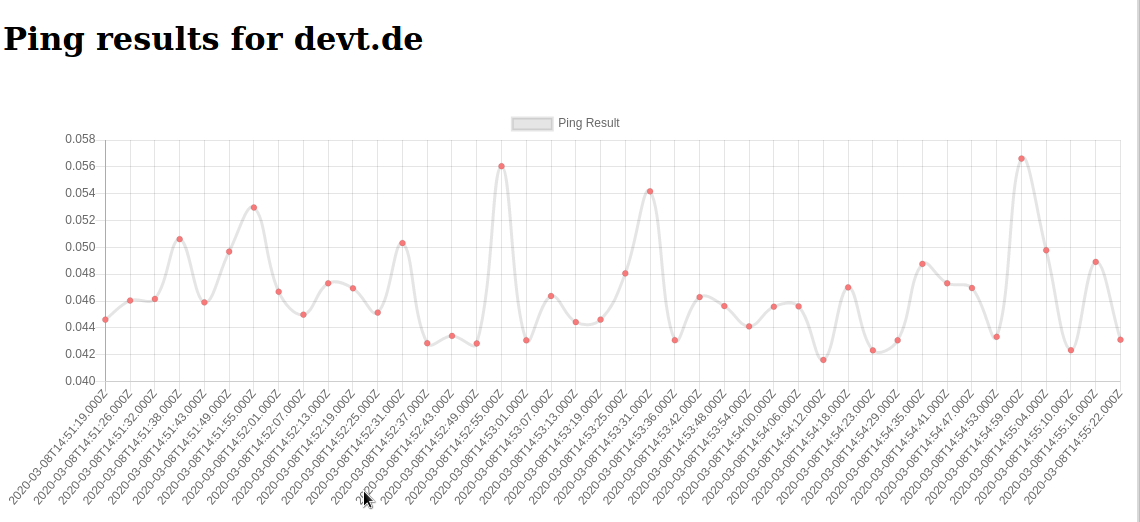 Ping results for devt.de
Ping Result
0.058
0.056
0.054
0.052
0.050
0.048
0.046
0.044
0.042
0.040
2020-03-08T14:51:19.000Z
2020-03-08T14:51:26.000Z
2020-03-08T14:51:32.000Z
2020-03-08T14:51:38.000Z
2020-03-08T14:51:43.000Z
2020-03-08T14:51:49.000Z
2020-03-08T14:51:55.000Z
2020-03-08T14:52:01.000Z
2020-03-08T14:52:07.000Z
2020-03-08T14:52:13.000Z
2020-03-08T14:52:19.000Z
2020-03-08T14:52:25.000Z
2020-03-08T14:52:31.000Z
2020-03-08T14:52:37.000Z
2020-03-08T14:52:43.000Z
2020-03-08T14:52:49.000Z
2020-03-08T14:52:55.000Z
2020-03-08T14:53:01.000Z
2020-03-08T14:53:07.000Z
2020-03-08T14:53:13.000Z
2020-03-08T14:53:19.000Z
2020-03-08T14:53:25.000Z
2020-03-08T14:53:31.000Z
2020-03-08T14:53:36.000Z
2020-03-08T14:53:42.000Z
2020-03-08T14:53:48.000Z
2020-03-08T14:53:54.000Z
2020-03-08T14:54:00.000Z
2020-03-08T14:54:06.000Z
2020-03-08T14:54:12.000Z
2020-03-08T14:54:18.000Z
2020-03-08T14:54:23.000Z
2020-03-08T14:54:29.000Z
2020-03-08T14:54:35.000Z
2020-03-08T14:54:41.000Z
2020-03-08T14:54:47.000Z
2020-03-08T14:54:53.000Z
2020-03-08T14:54:59.000Z
2020-03-08T14:55:04.000Z
2020-03-08T14:55:10.000Z
2020-03-08T14:55:16.000Z
2020-03-08T14:55:22.000Z